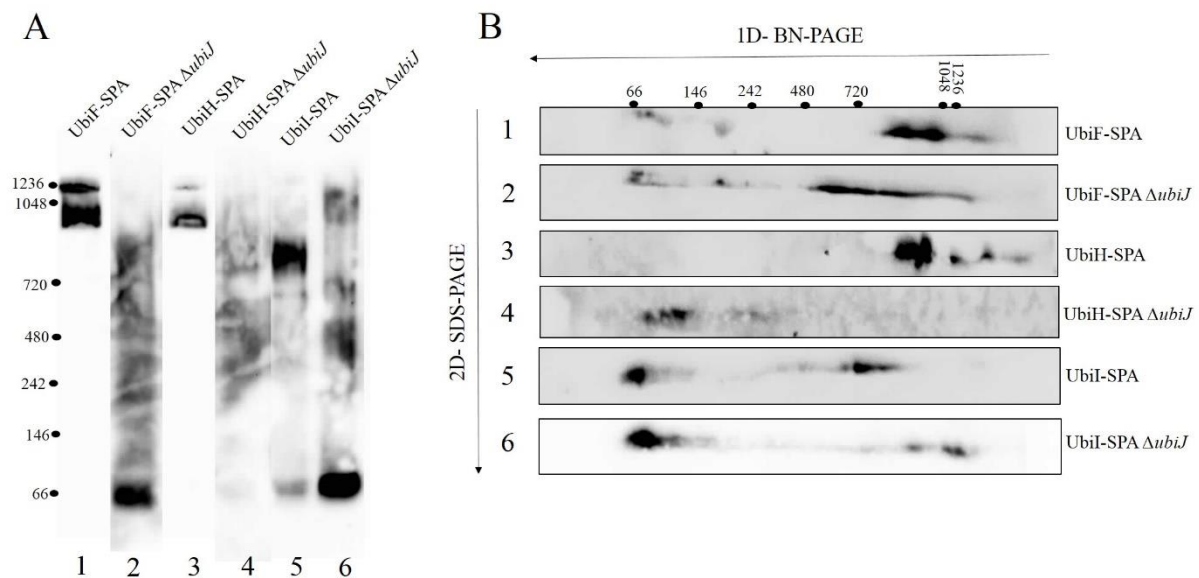 A
UbiF-SPA
UbiF-SPA ΔubiJ
UbiH-SPA
UbiH-SPA ΔubiJ
UbiI-SPA
UbiI-SPA ΔubiJ
1236
1048
720
480
242
146
66
1 2 3 4 5 6
B
1D- BN-PAGE
66 146 242 480 720 1048 1236
2D- SDS-PAGE
1 UbiF-SPA
2 UbiF-SPA ΔubiJ
3 UbiH-SPA
4 UbiH-SPA ΔubiJ
5 UbiI-SPA
6 UbiI-SPA ΔubiJ